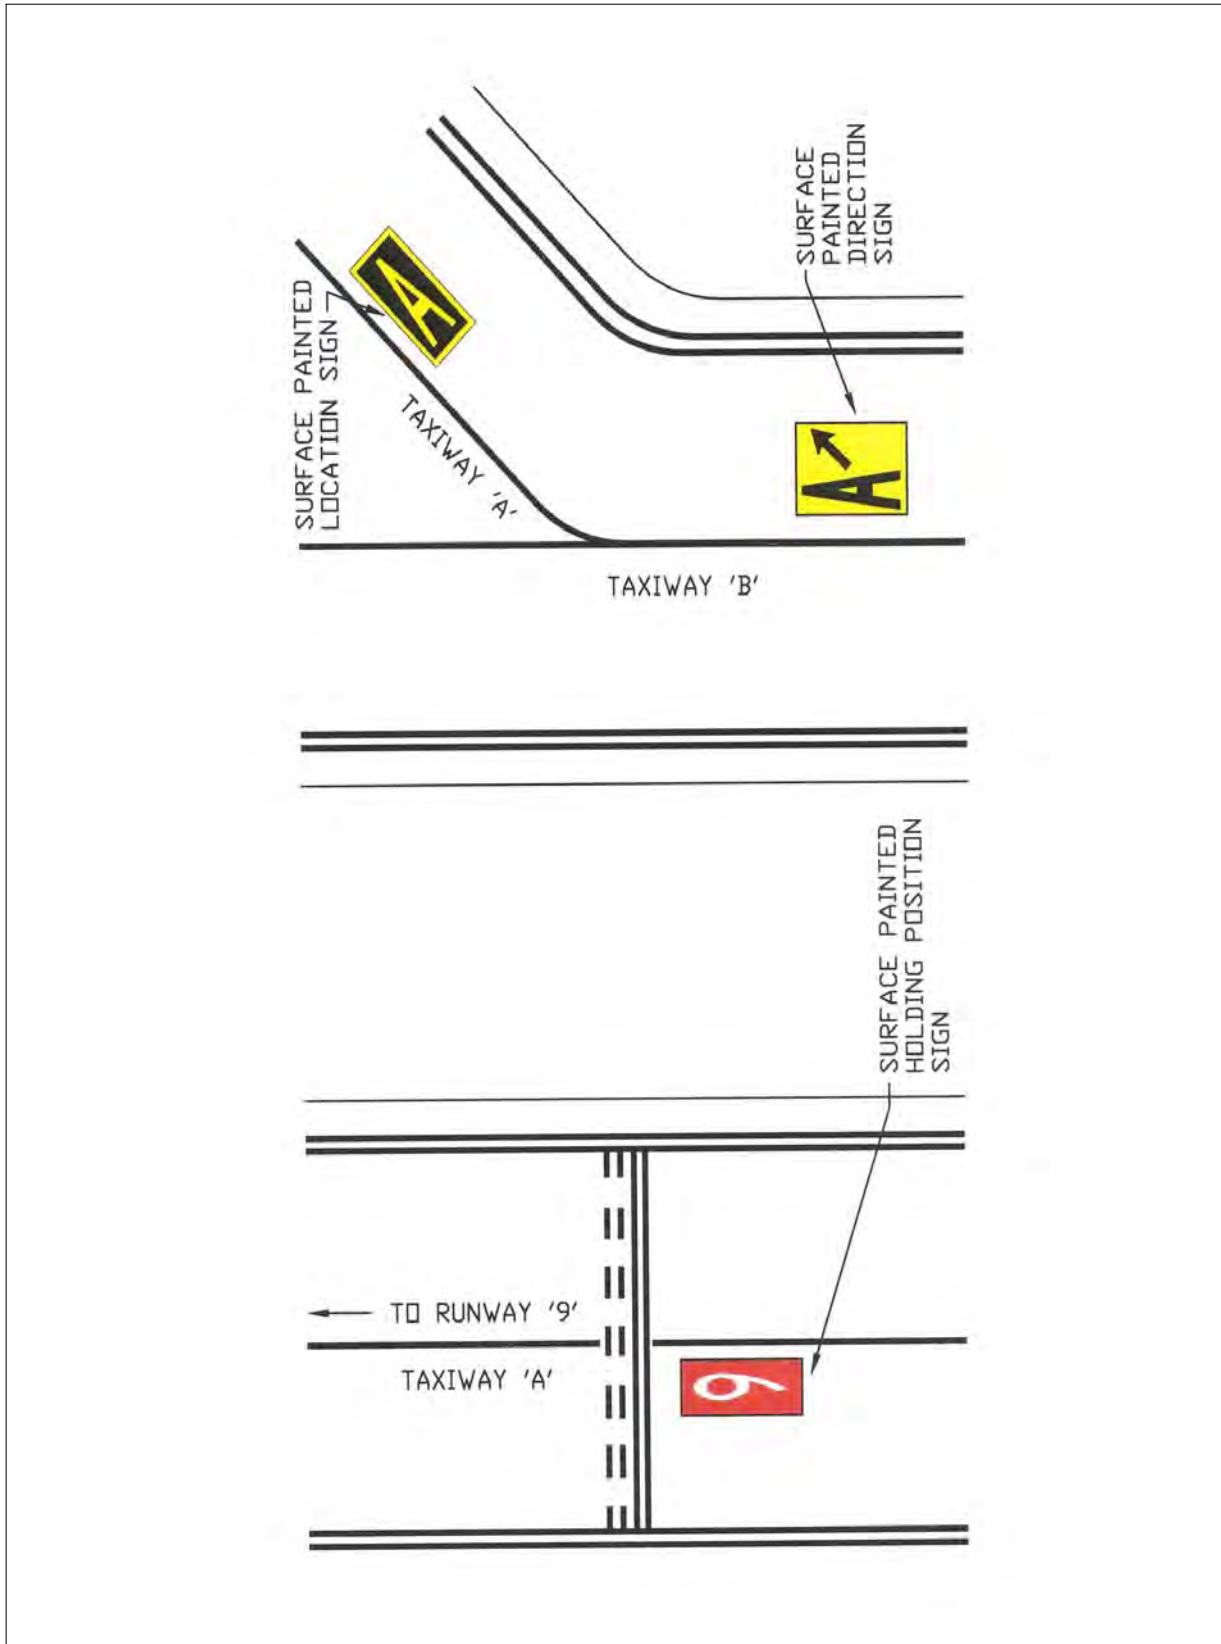 SURFACE PAINTED
LOCATION SIGN
A
TAXIWAY 'A'
SURFACE
PAINTED
DIRECTION
SIGN
A
TAXIWAY 'B'
SURFACE PAINTED
HOLDING POSITION
SIGN
TO RUNWAY '9'
TAXIWAY 'A'
9